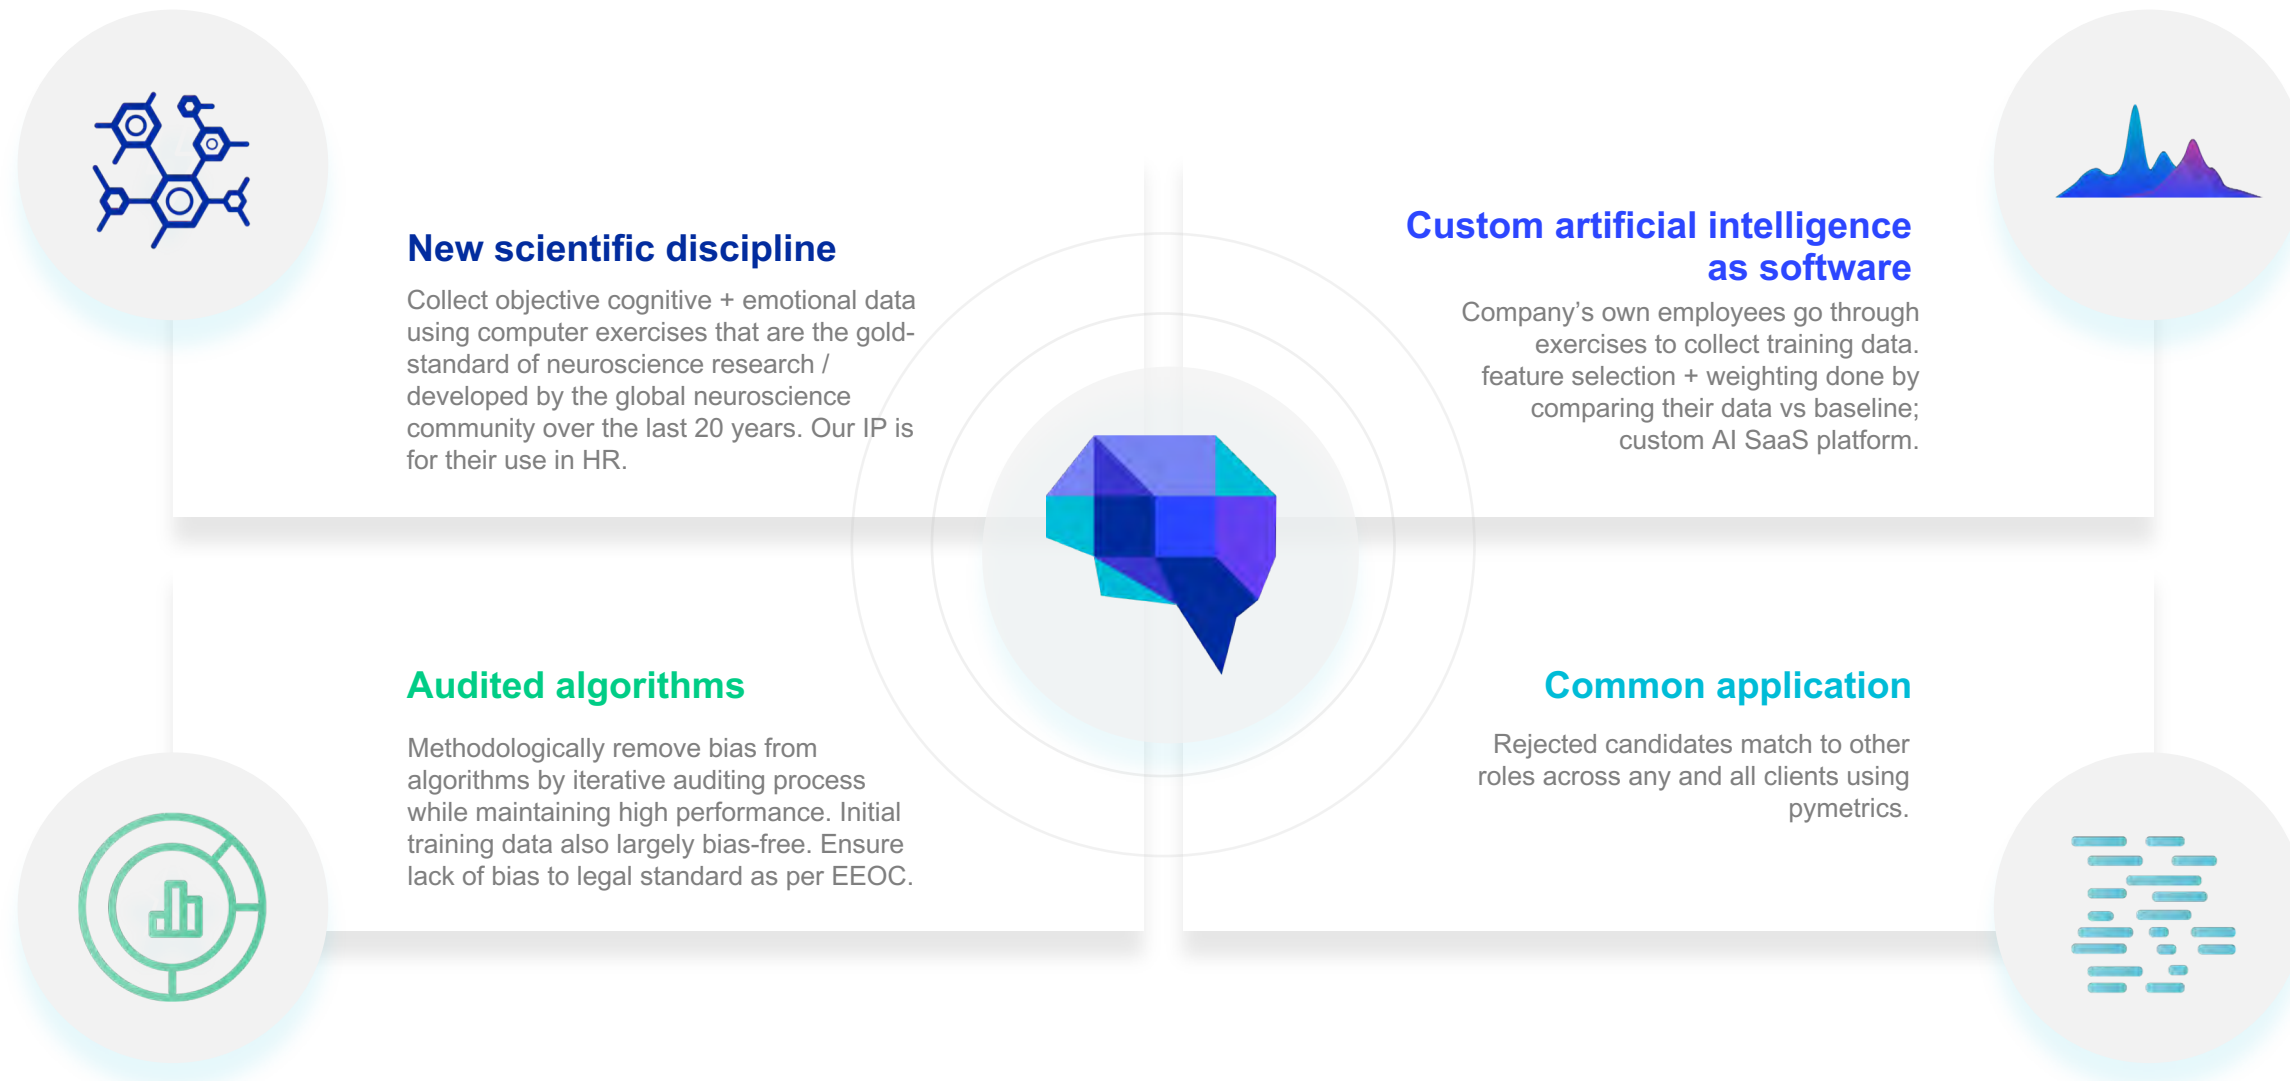 New scientific discipline
Collect objective cognitive + emotional data
using computer exercises that are the gold-
standard of neuroscience research /
developed by the global neuroscience
community over the last 20 years. Our IP is
for their use in HR.
Custom artificial intelligence
as software
Company’s own employees go through
exercises to collect training data.
feature selection + weighting done by
comparing their data vs baseline;
custom AI SaaS platform.
Audited algorithms
Methodologically remove bias from
algorithms by iterative auditing process
while maintaining high performance. Initial
training data also largely bias-free. Ensure
lack of bias to legal standard as per EEOC.
Common application
Rejected candidates match to other
roles across any and all clients using
pymetrics.